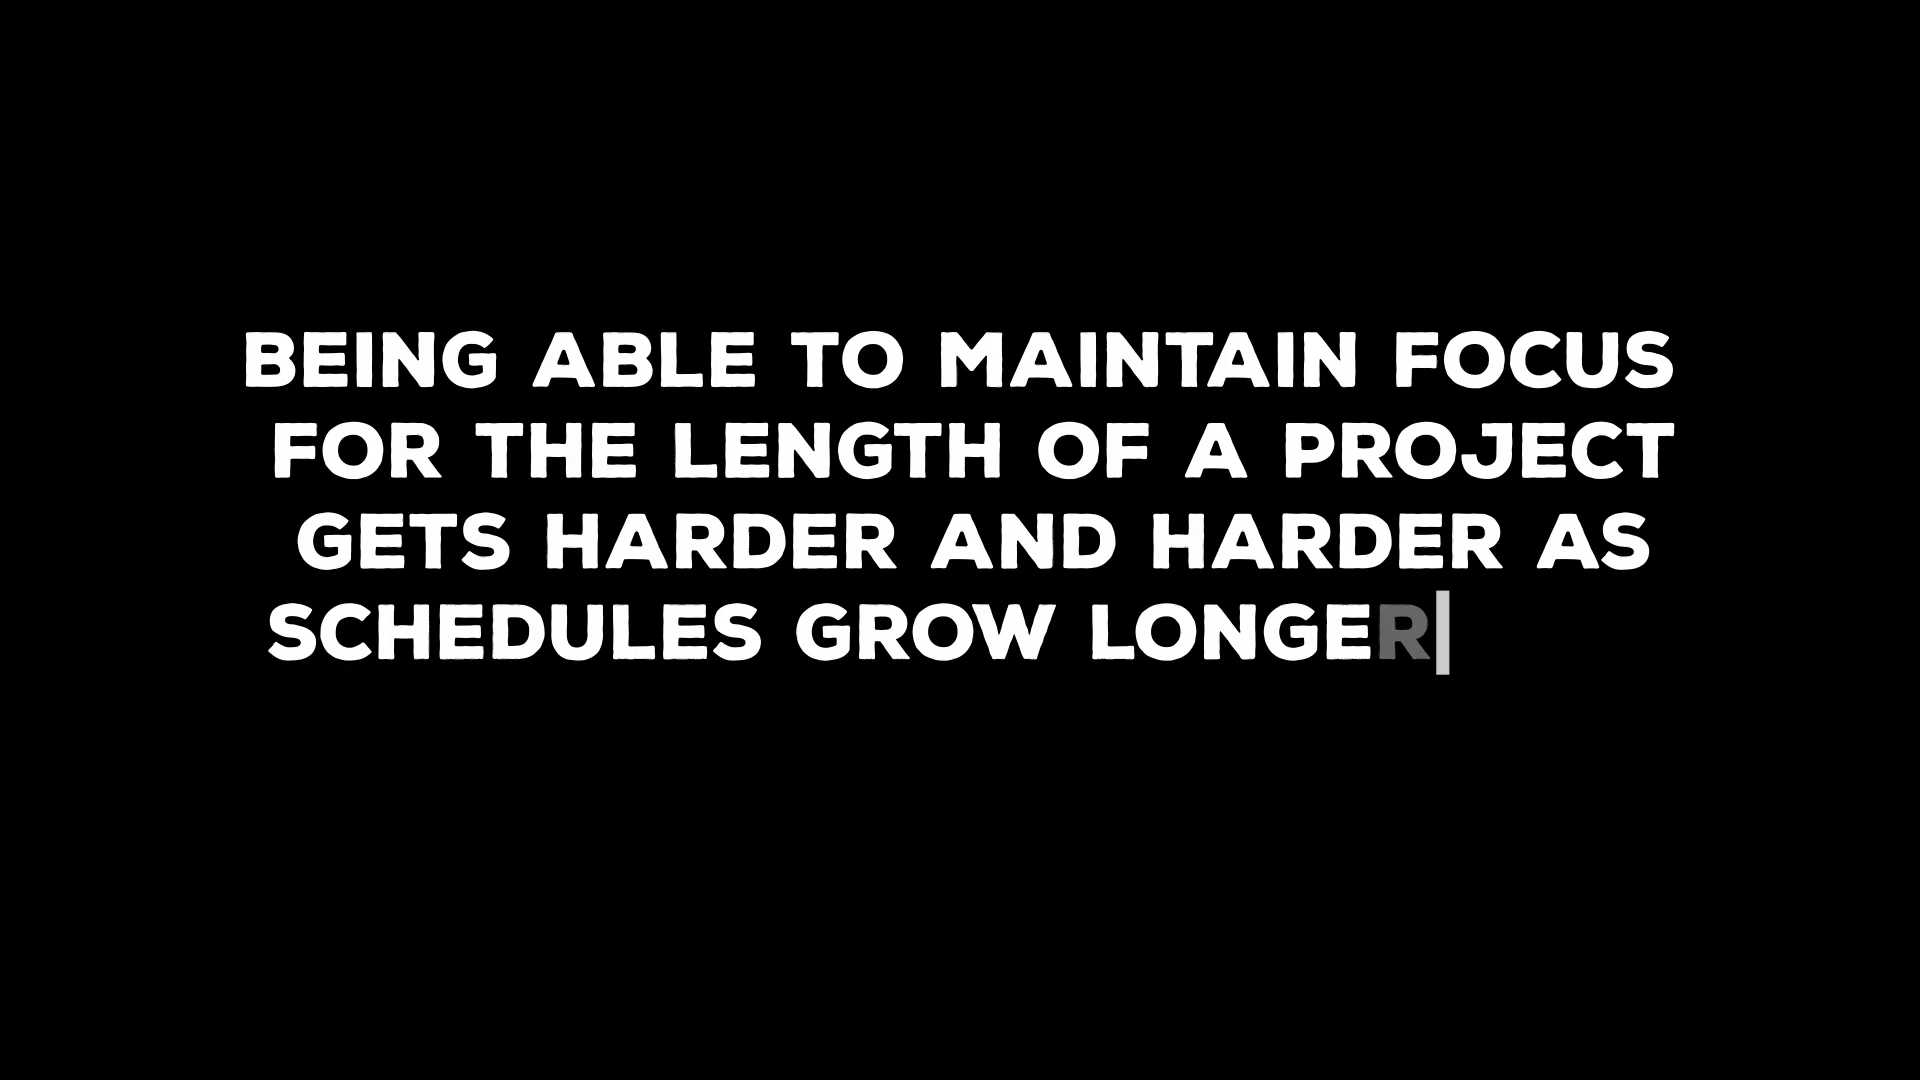 BEING ABLE TO MAINTAIN FOCUS
FOR THE LENGTH OF A PROJECT
GETS HARDER AND HARDER AS
SCHEDULES GROW LONGER